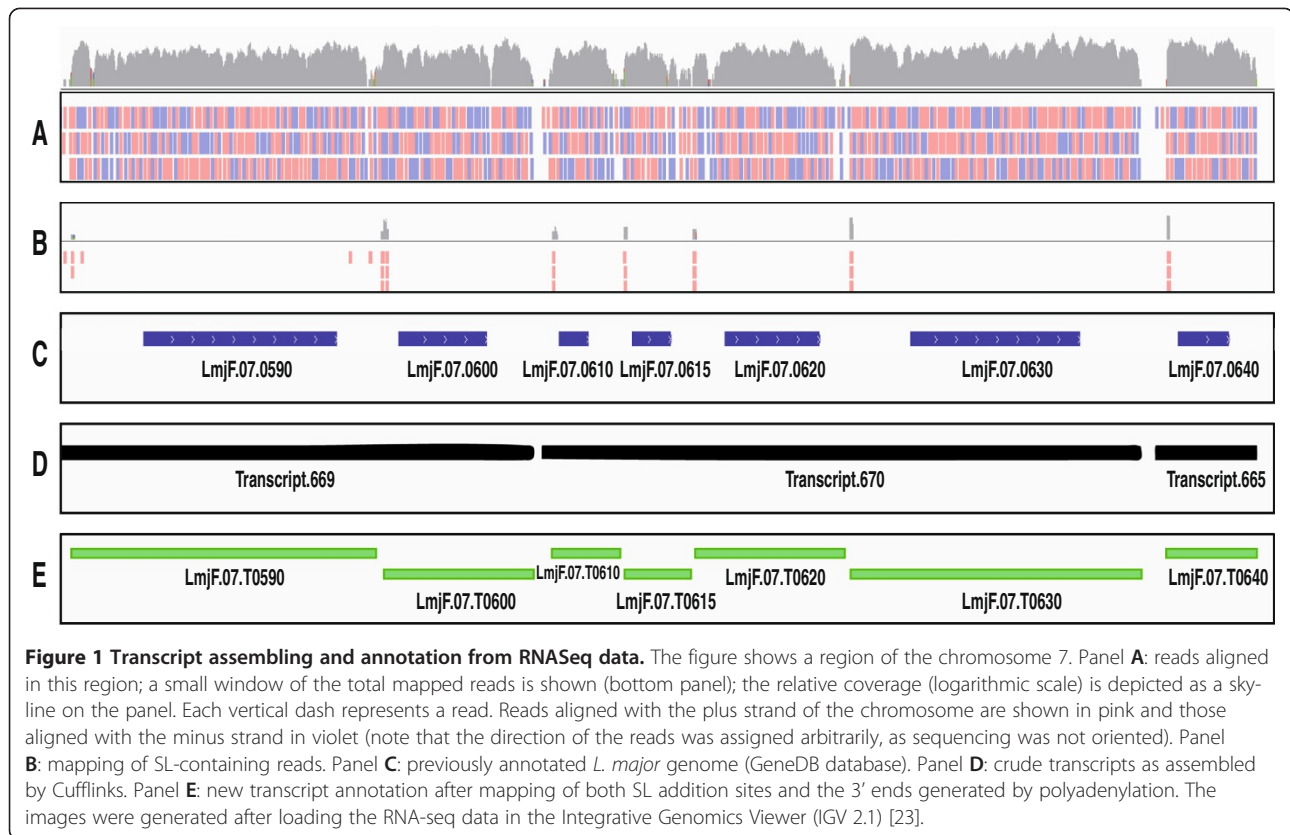 A
B
C
LmjF.07.0590 LmjF.07.0600 LmjF.07.0610 LmjF.07.0615 LmjF.07.0620 LmjF.07.0630 LmjF.07.0640
D
Transcript.669 Transcript.670 Transcript.665
E
LmjF.07.T0590 LmjF.07.T0600 LmjF.07.T0610 LmjF.07.T0615 LmjF.07.T0620 LmjF.07.T0630 LmjF.07.T0640
Figure 1 Transcript assembling and annotation from RNASeq data. The figure shows a region of the chromosome 7. Panel A: reads aligned
in this region; a small window of the total mapped reads is shown (bottom panel); the relative coverage (logarithmic scale) is depicted as a sky-
line on the panel. Each vertical dash represents a read. Reads aligned with the plus strand of the chromosome are shown in pink and those
aligned with the minus strand in violet (note that the direction of the reads was assigned arbitrarily, as sequencing was not oriented). Panel
B: mapping of SL-containing reads. Panel C: previously annotated L. major genome (GeneDB database). Panel D: crude transcripts as assembled
by Cufflinks. Panel E: new transcript annotation after mapping of both SL addition sites and the 3’ ends generated by polyadenylation. The
images were generated after loading the RNA-seq data in the Integrative Genomics Viewer (IGV 2.1) [23].